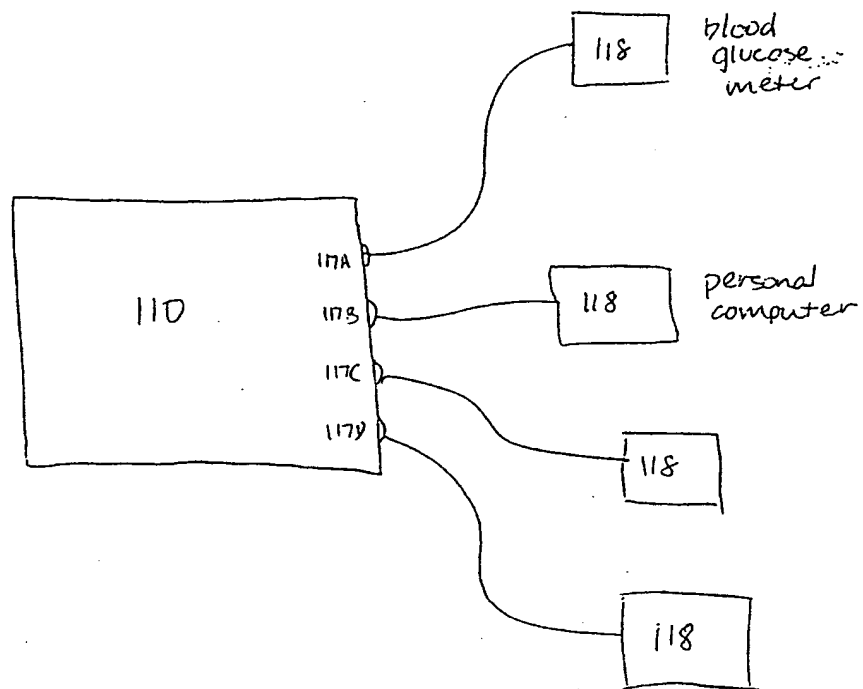 118
blood
glucose
meter
110
117A
117B
117C
117D
118
personal
computer
118
118